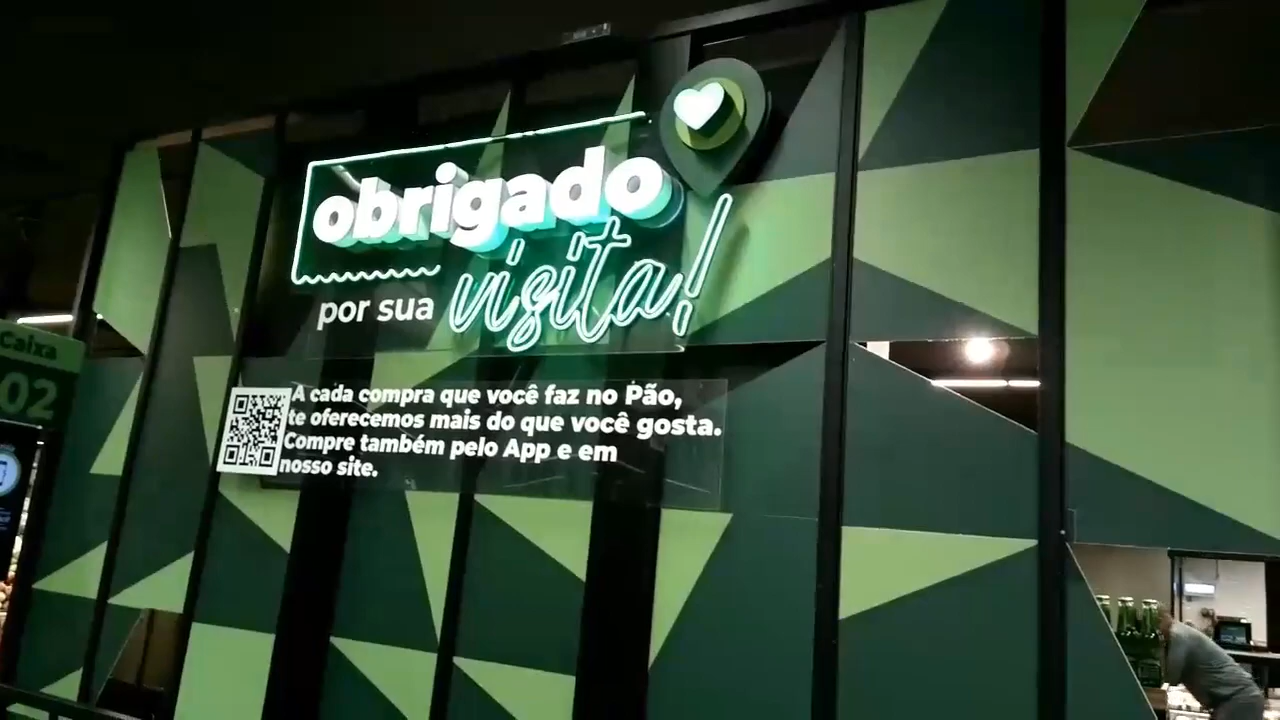 obrigado
por sua visita!
A cada compra que você faz no Pão,
te oferecemos mais do que você gosta.
Compre também pelo App e em
nosso site.
caixa
02